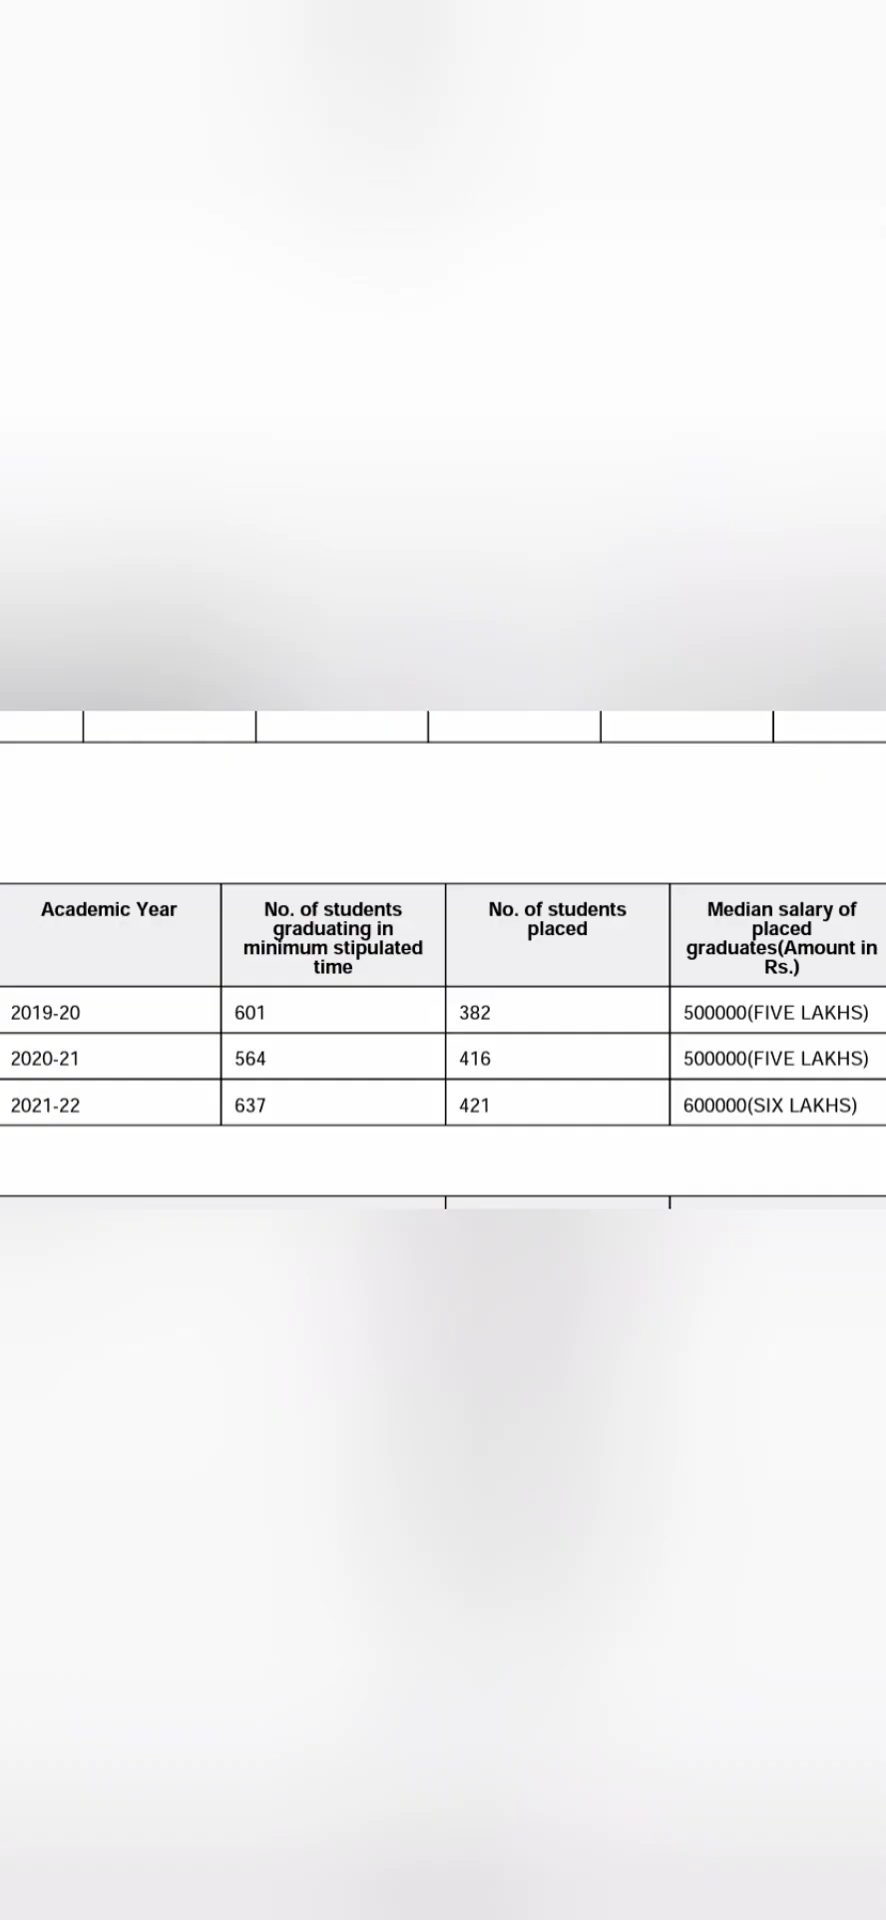 Academic Year
No. of students
graduating in
minimum stipulated
time
No. of students
placed
Median salary of
placed
graduates(Amount in
Rs.)
2019-20 601 382 500000(FIVE LAKHS)
2020-21 564 416 500000(FIVE LAKHS)
2021-22 637 421 600000(SIX LAKHS)